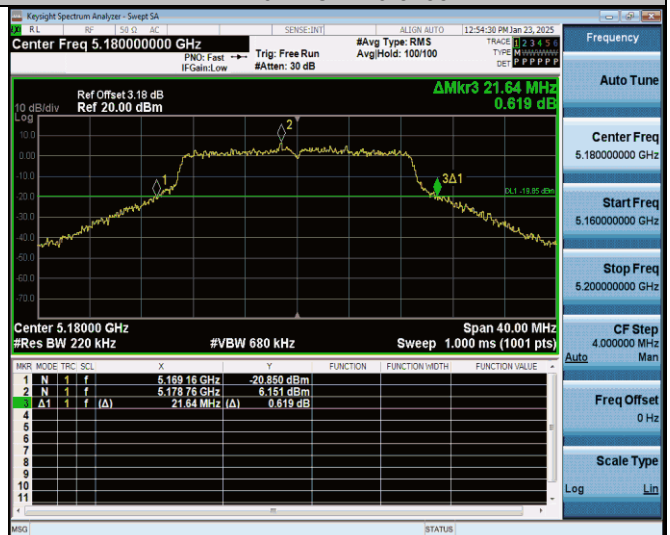 Keysight Spectrum Analyzer - Swept SA
RL RF 50 Ω AC SENSE:INT ALIGN AUTO 12:54:30 PM Jan 23, 2025
Center Freq 5.180000000 GHz #Avg Type: RMS TRACE 1 2 3 4 5 6
PNO: Fast Trig: Free Run Avg|Hold: 100/100 TYPE M
IFGain:Low #Atten: 30 dB DET P P P P P P
Ref Offset 3.18 dB ΔMkr3 21.64 MHz
10 dB/div Ref 20.00 dBm 0.619 dB
Log
10.0
0.00
-10.0
-20.0
-30.0
-40.0
-50.0
-60.0
-70.0
1
2
3Δ1
DL1 -19.85 dBm
Center 5.18000 GHz Span 40.00 MHz
#Res BW 220 kHz #VBW 680 kHz Sweep 1.000 ms (1001 pts)
MKR MODE TRC SCL X Y FUNCTION FUNCTION WIDTH FUNCTION VALUE
1 N 1 f 5.169 16 GHz -20.850 dBm
2 N 1 f 5.178 76 GHz 6.151 dBm
3 Δ1 1 f (Δ) 21.64 MHz (Δ) 0.619 dB
4
5
6
7
8
9
10
11
MSG STATUS
Frequency
Auto Tune
Center Freq
5.180000000 GHz
Start Freq
5.160000000 GHz
Stop Freq
5.200000000 GHz
CF Step
4.000000 MHz
Auto Man
Freq Offset
0 Hz
Scale Type
Log Lin